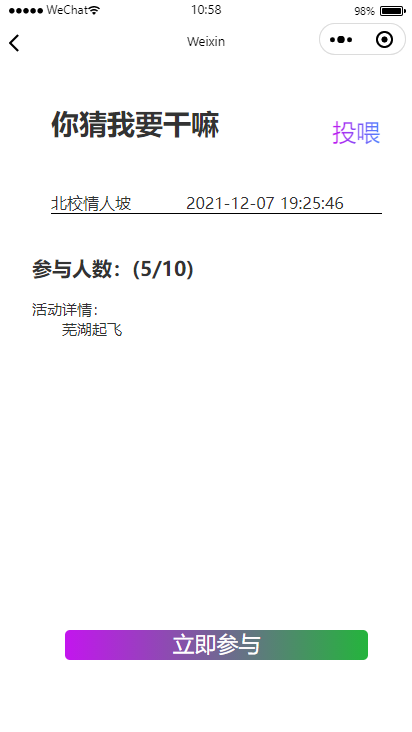 WeChat 10:58 98%
Weixin
你猜我要干嘛
投喂
北校情人坡 2021-12-07 19:25:46
参与人数：(5/10)
活动详情：
芜湖起飞
立即参与